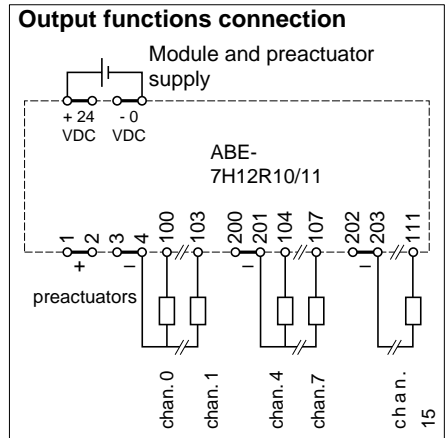 Output functions connection
Module and preactuator
supply
+ 24
VDC
- 0
VDC
ABE-
7H12R10/11
1 2 3 4 100 103 200 201 104 107 202 203 111
+ – – –
preactuators
chan. 0 chan. 1 chan. 4 chan.7 chan. 15